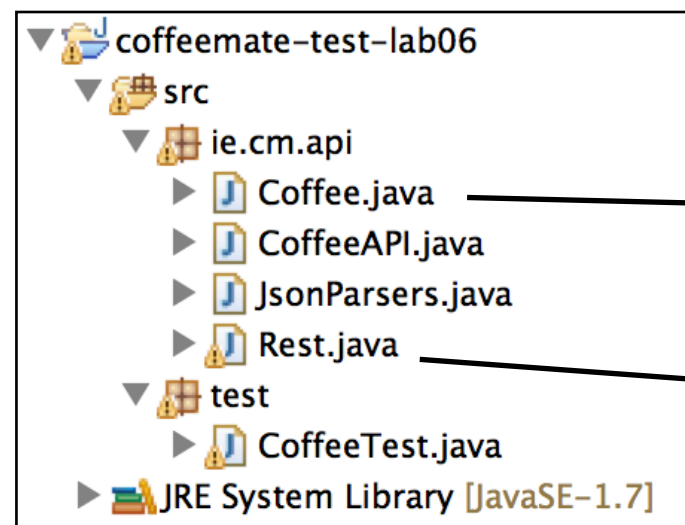 coffeemate-test-lab06
src
ie.cm.api
Coffee.java
CoffeeAPI.java
JsonParsers.java
Rest.java
test
CoffeeTest.java
JRE System Library [JavaSE-1.7]